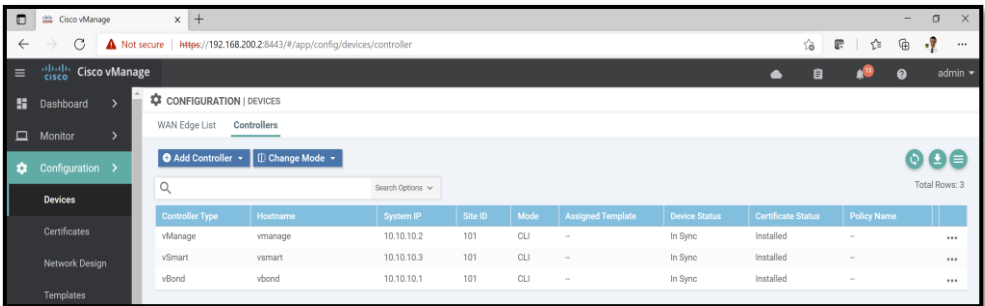 Cisco vManage
Not secure https://192.168.200.2:8443/#/app/config/devices/controller
cisco Cisco vManage admin
Dashboard
Monitor
Configuration
Devices
Certificates
Network Design
Templates
CONFIGURATION | DEVICES
WAN Edge List Controllers
Add Controller Change Mode
Search Options
Total Rows: 3
Controller Type Hostname System IP Site ID Mode Assigned Template Device Status Certificate Status Policy Name
vManage vmanage 10.10.10.2 101 CLI -- In Sync Installed --
vSmart vsmart 10.10.10.3 101 CLI -- In Sync Installed --
vBond vbond 10.10.10.1 101 CLI -- In Sync Installed --